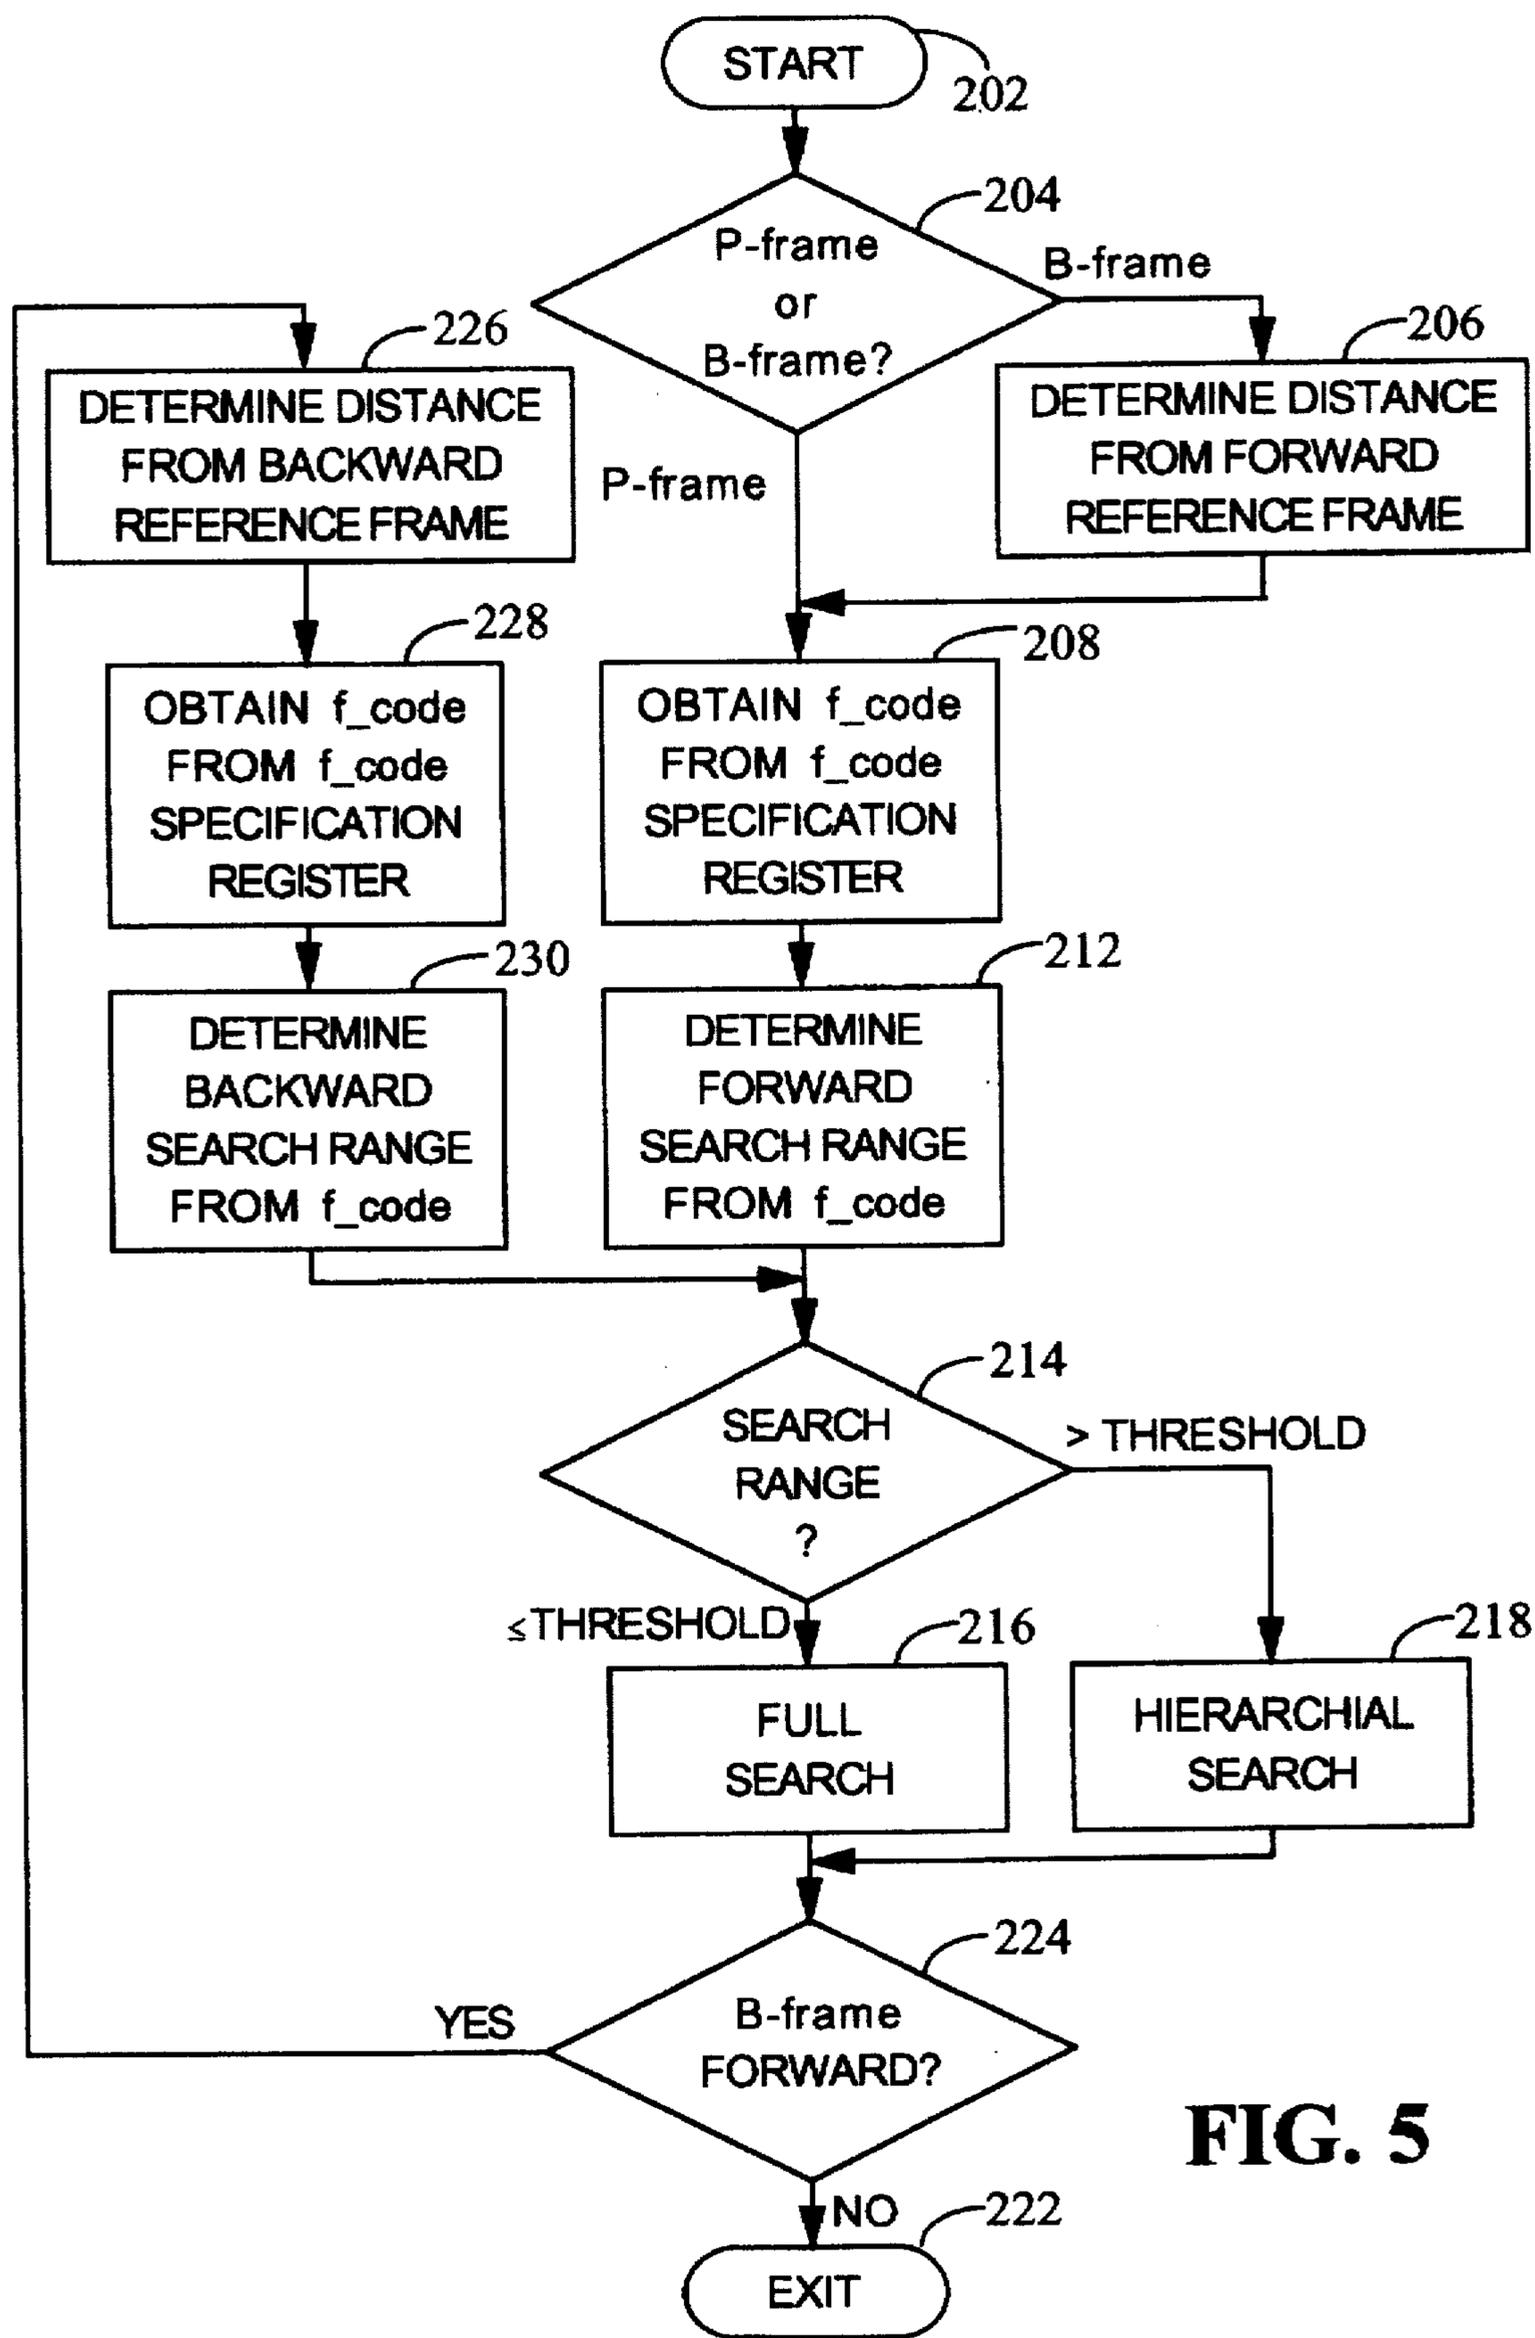 START
202
204
P-frame
or
B-frame?
B-frame
P-frame
206
DETERMINE DISTANCE
FROM FORWARD
REFERENCE FRAME
226
DETERMINE DISTANCE
FROM BACKWARD
REFERENCE FRAME
228
OBTAIN f_code
FROM f_code
SPECIFICATION
REGISTER
208
OBTAIN f_code
FROM f_code
SPECIFICATION
REGISTER
230
DETERMINE
BACKWARD
SEARCH RANGE
FROM f_code
212
DETERMINE
FORWARD
SEARCH RANGE
FROM f_code
214
SEARCH
RANGE
?
> THRESHOLD
≤THRESHOLD
216
FULL
SEARCH
218
HIERARCHIAL
SEARCH
224
B-frame
FORWARD?
YES
NO
222
EXIT
FIG. 5